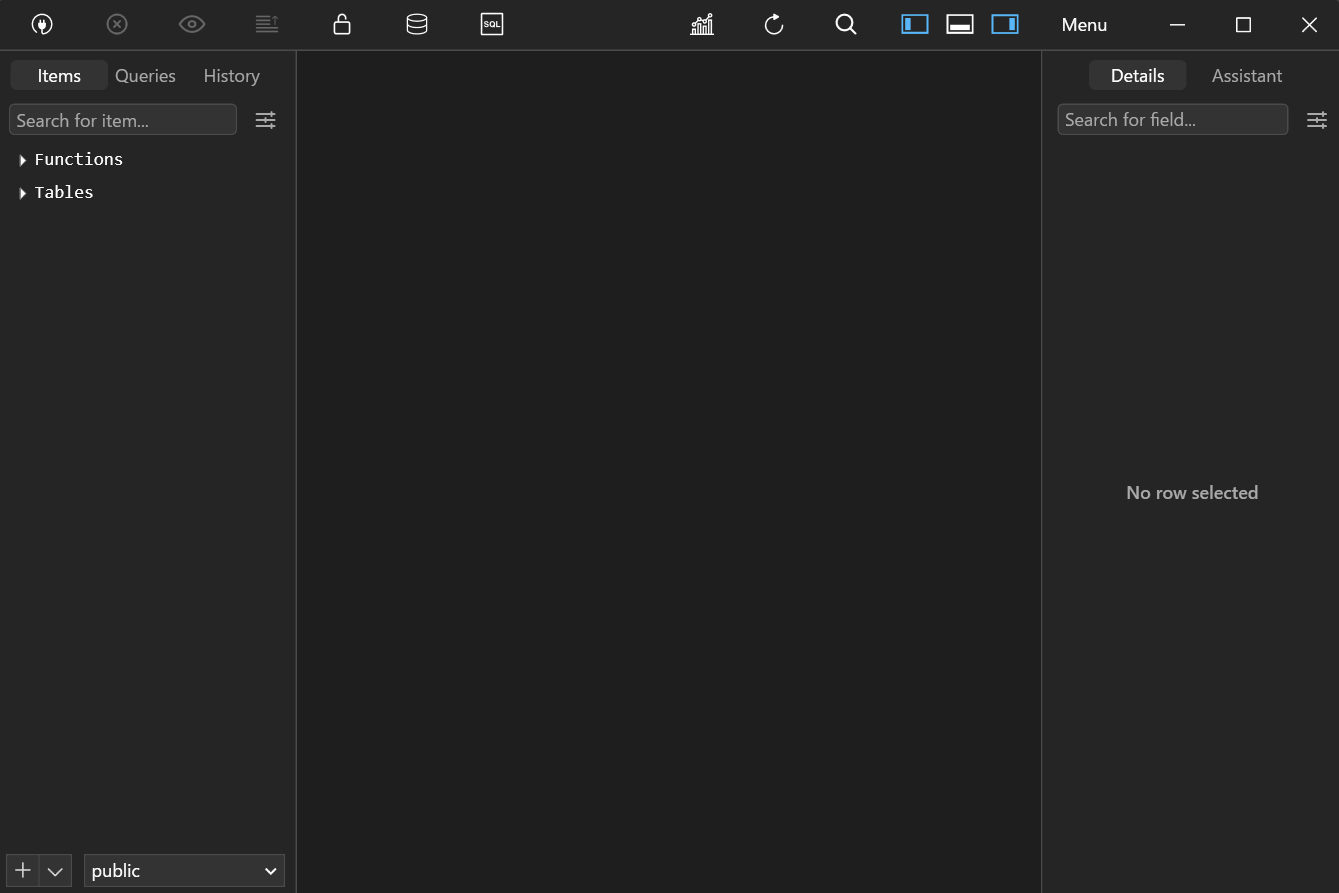 SQL
Menu
Items Queries History
Details Assistant
Search for item...
Search for field...
Functions
Tables
No row selected
public